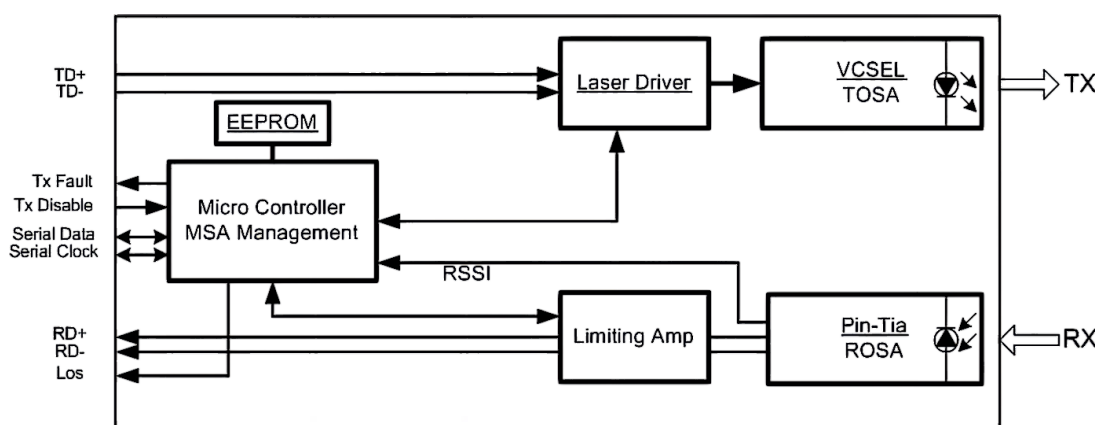 TD+
TD-
Laser Driver
VCSEL
TOSA
TX
EEPROM
Tx Fault
Tx Disable
Serial Data
Serial Clock
Micro Controller
MSA Management
RSSI
RD+
RD-
Los
Limiting Amp
Pin-Tia
ROSA
RX